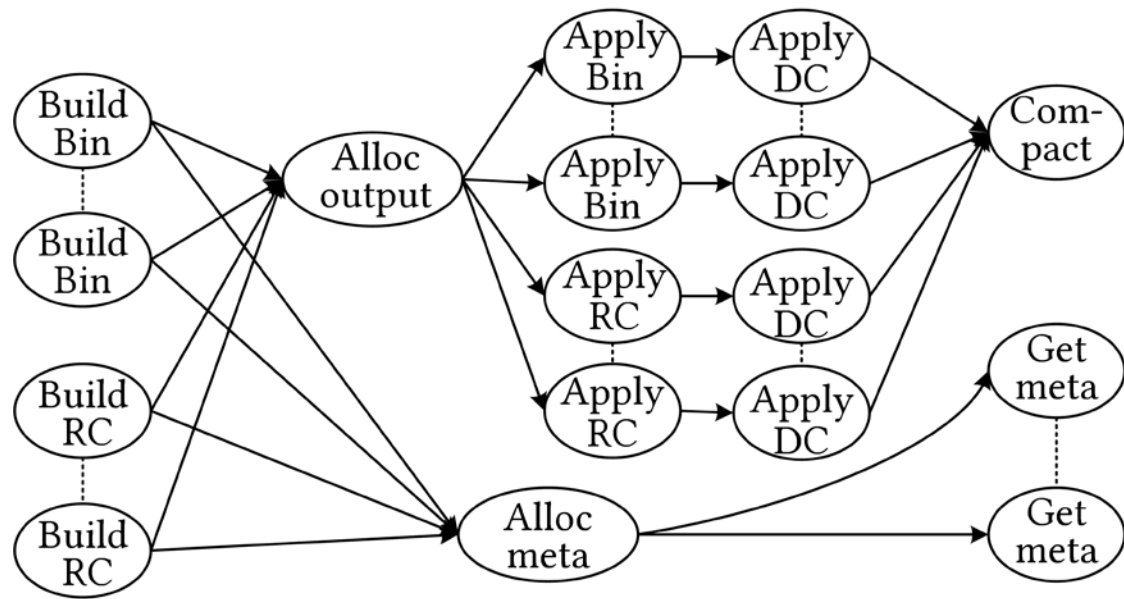 Build
Bin
Build
Bin
Build
RC
Build
RC
Alloc
output
Alloc
meta
Apply
Bin
Apply
Bin
Apply
RC
Apply
RC
Apply
DC
Apply
DC
Apply
DC
Apply
DC
Com-
pact
Get
meta
Get
meta